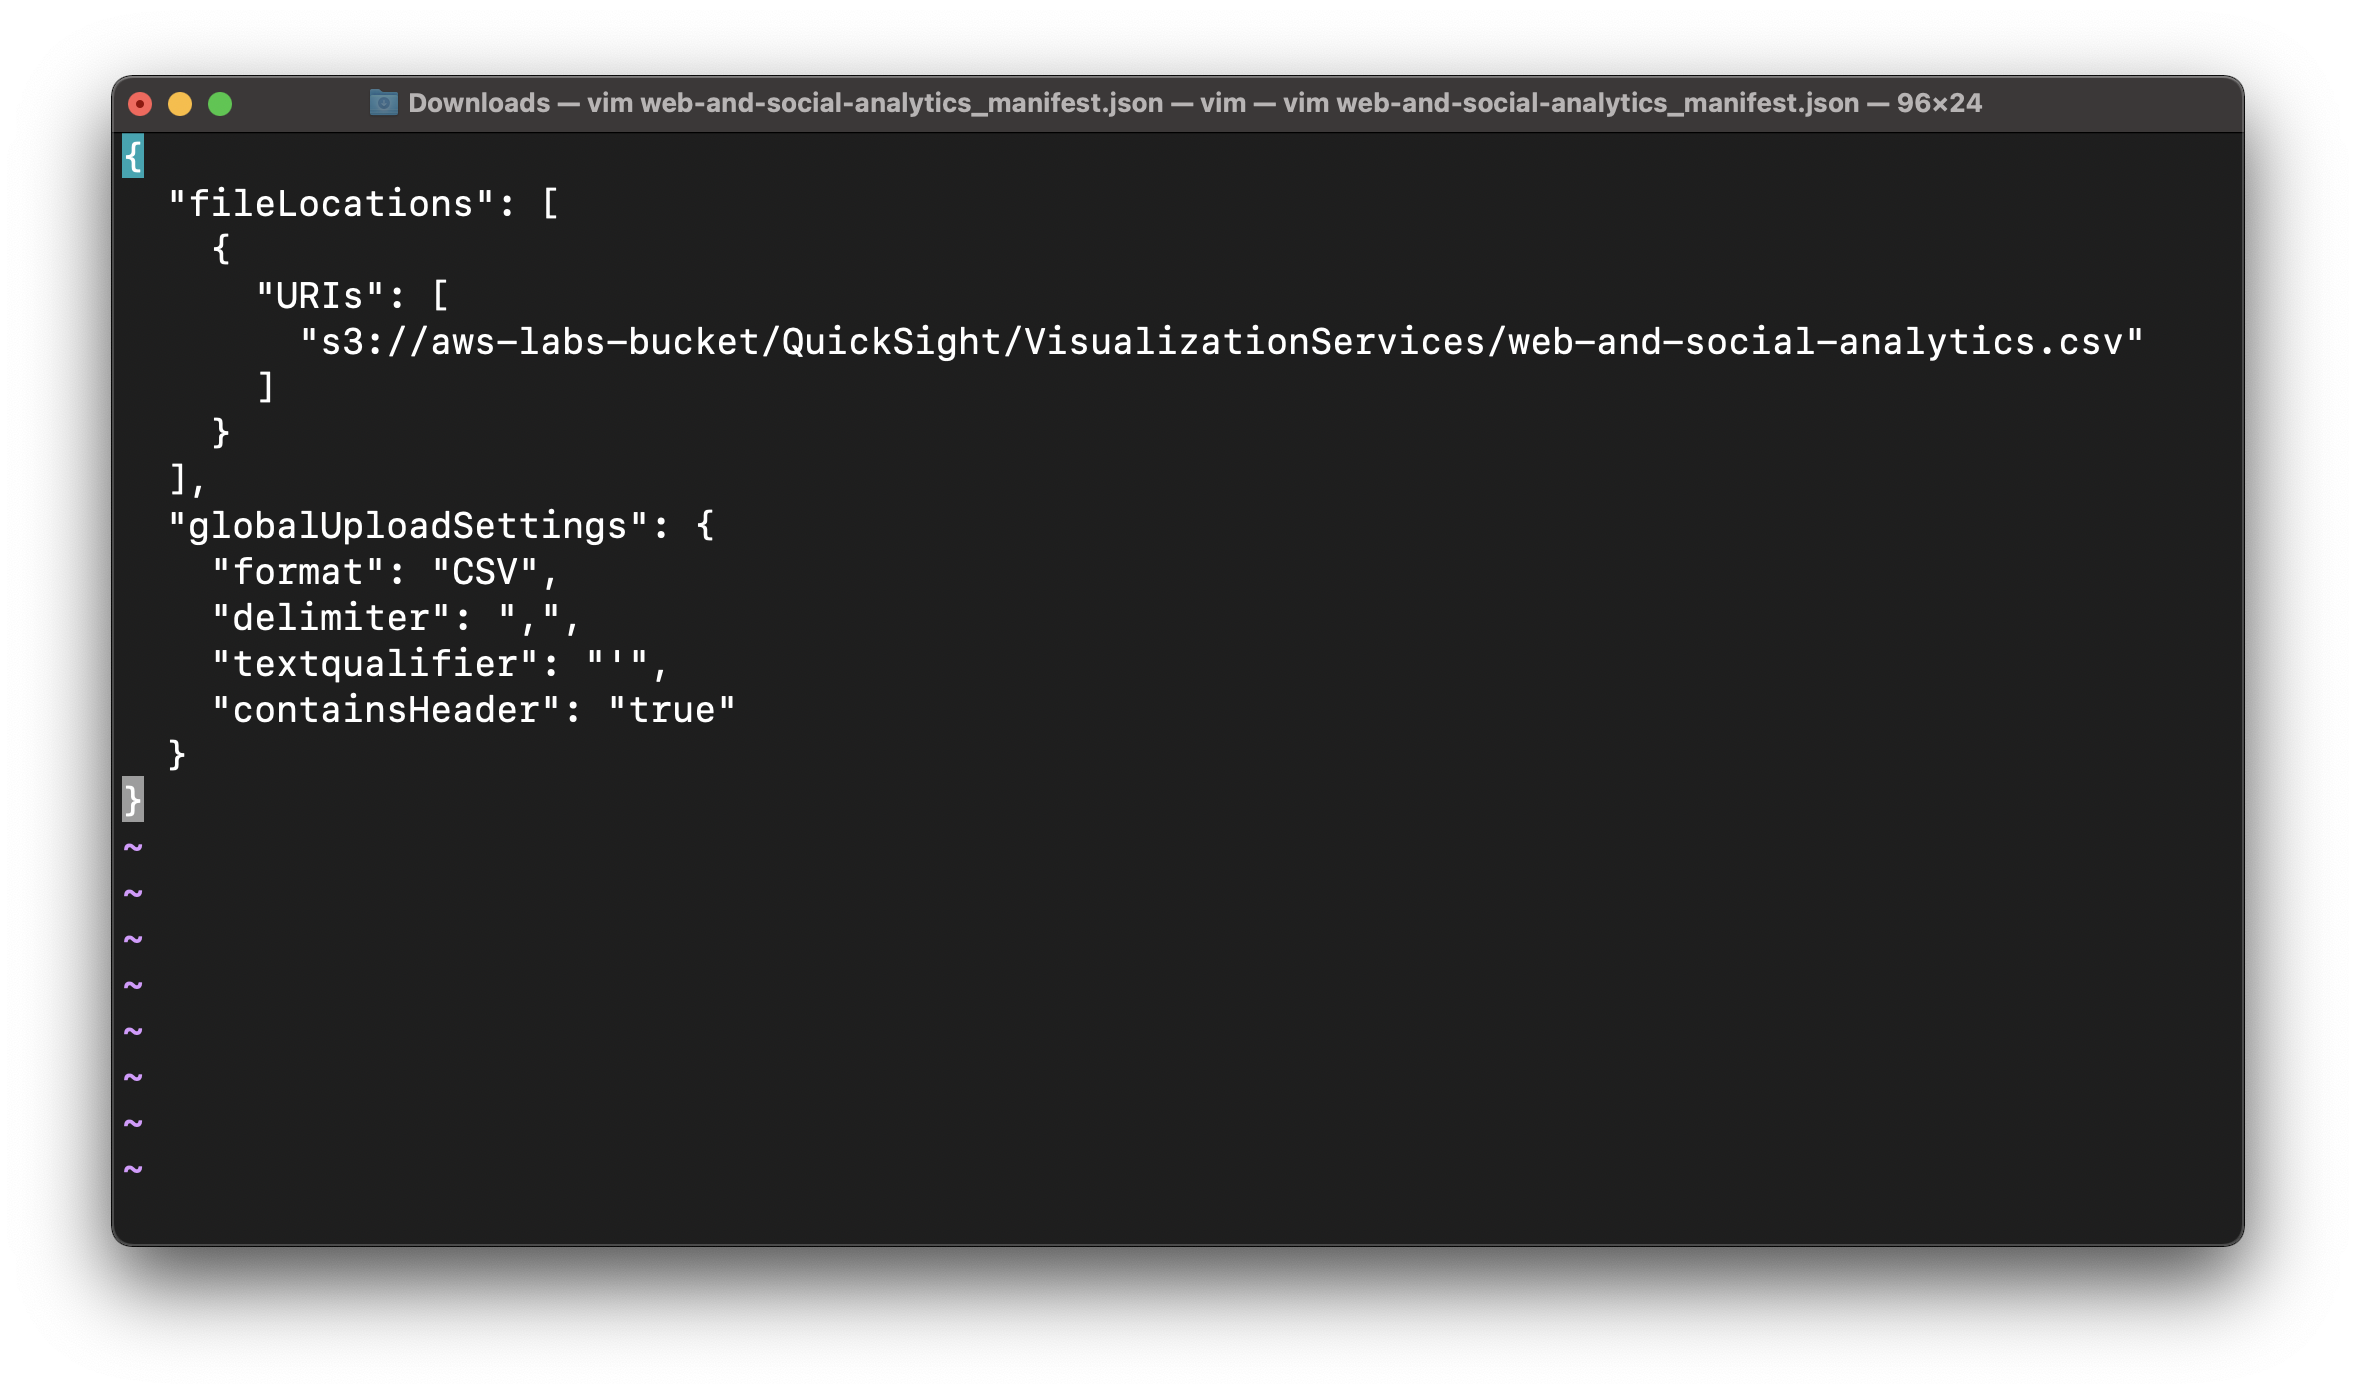 Downloads — vim web-and-social-analytics_manifest.json — vim — vim web-and-social-analytics_manifest.json — 96×24
{
  "fileLocations": [
    {
      "URIs": [
        "s3://aws-labs-bucket/QuickSight/VisualizationServices/web-and-social-analytics.csv"
      ]
    }
  ],
  "globalUploadSettings": {
    "format": "CSV",
    "delimiter": ",",
    "textqualifier": "'",
    "containsHeader": "true"
  }
}
~
~
~
~
~
~
~
~